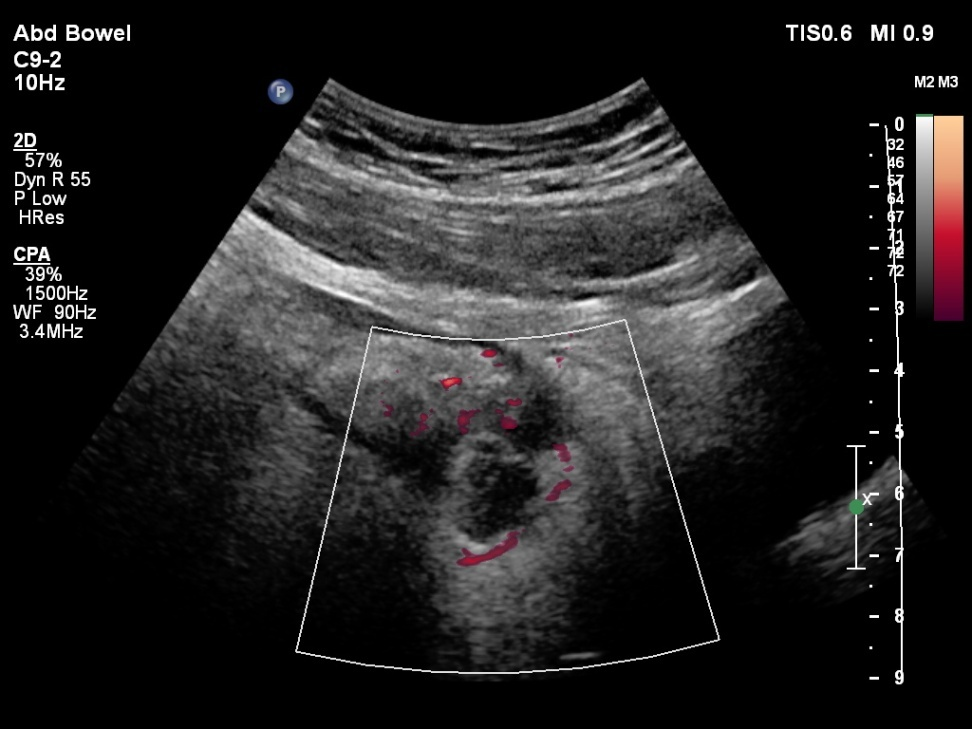 Abd Bowel
C9-2
10Hz
TIS0.6 MI 0.9
P
M2 M3
2D
57%
Dyn R 55
P Low
HRes
CPA
39%
1500Hz
WF 90Hz
3.4MHz
0
32
46
57
1
64
67
71
2
72
72
3
4
5
6
x
7
8
9